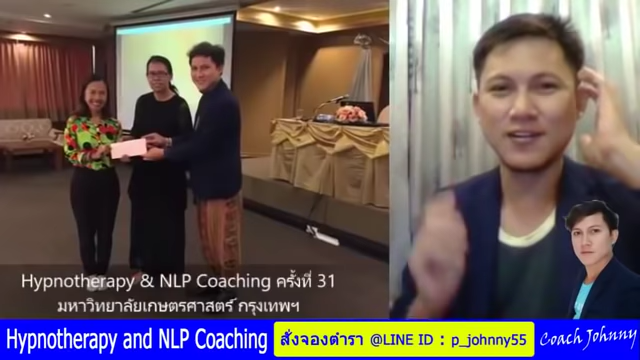 Hypnotherapy & NLP Coaching ครั้งที่ 31
มหาวิทยาลัยเกษตรศาสตร์ กรุงเทพฯ
Hypnotherapy and NLP Coaching
สั่งจองตำรา @LINE ID : p_johnny55
Coach Johnny